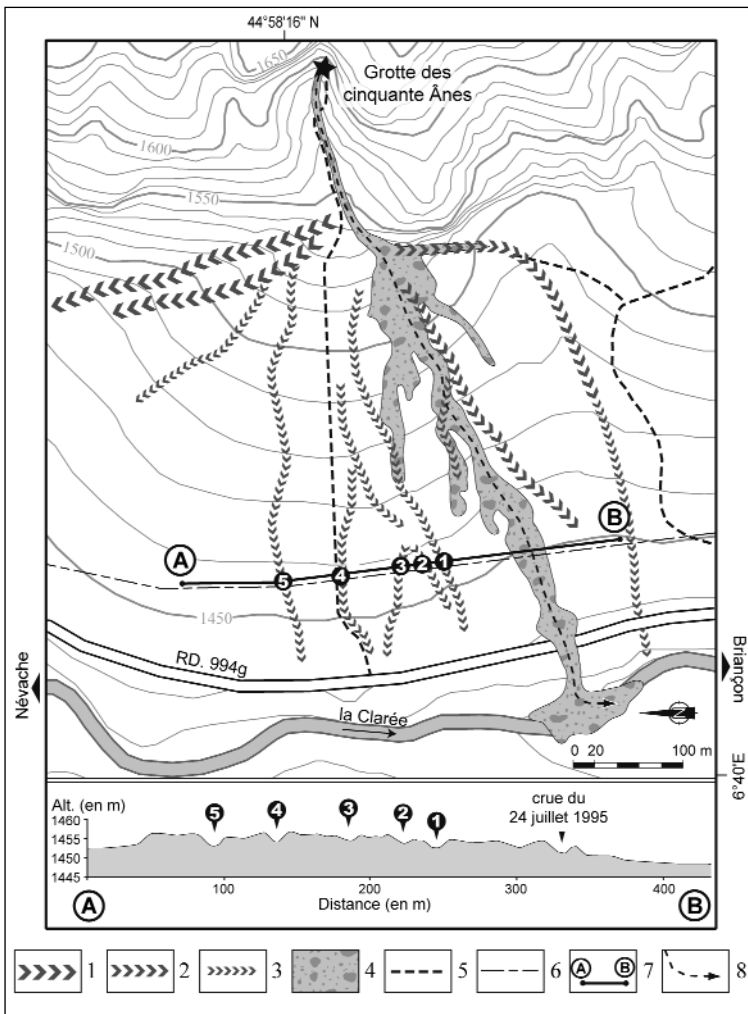 44°58'16'' N
1650
Grotte des
cinquante Ânes
1600
1550
1500
A
B
5
4
3
2
1
1450
RD. 994g
Névache
Briançon
la Clarée
N
0 20 100 m
6°40'E
Alt. (en m)
crue du
24 juillet 1995
5 4 3 2 1
1460
1455
1450
1445
100 200 300 400
Distance (en m)
A B
1 2 3 4 5 6 A B 7 8